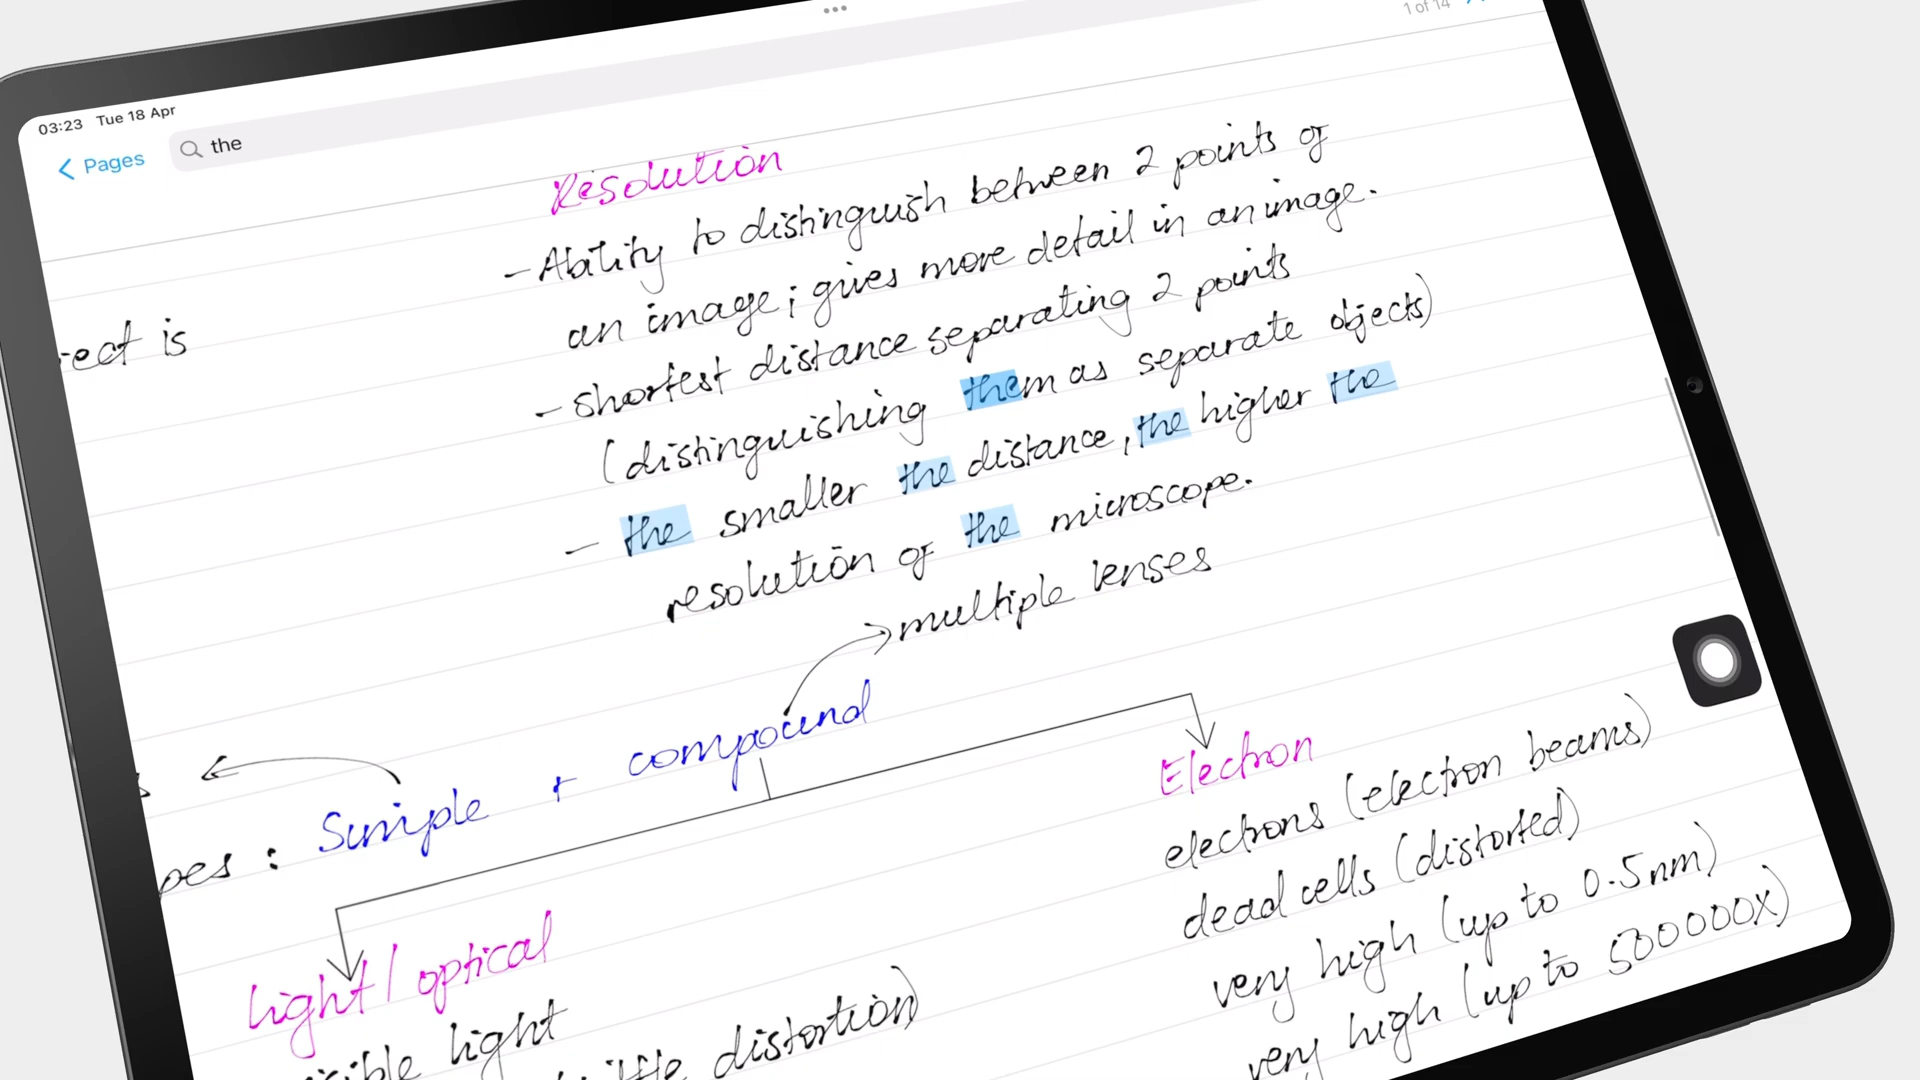 1 of 14
03:23 Tue 18 Apr
Pages
the
Resolution
- Ability to distinguish between 2 points of
an image; gives more detail in an image.
- Shortest distance separating 2 points
(distinguishing them as separate objects)
- the smaller the distance, the higher the
resolution of the microscope.
multiple lenses
rect is
pes : Simple + compound
Electron
electrons (electron beams)
dead cells (distorted)
very high (up to 0.5nm)
very high (up to 500000X)
light / optical
isible light
little distortion)